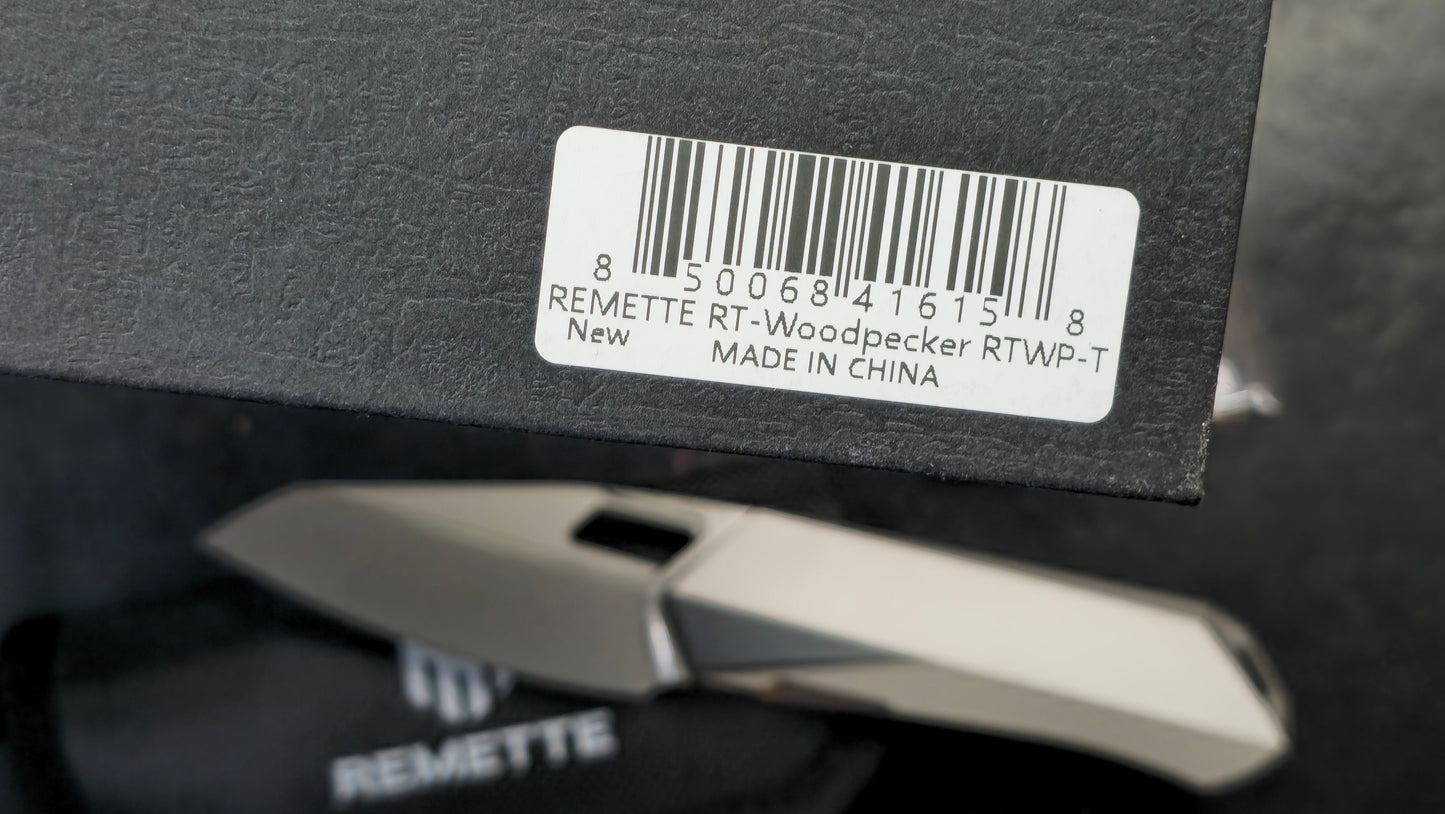 8 50068 41615 8
REMETTE RT-Woodpecker RTWP-T
New MADE IN CHINA
REMETTE